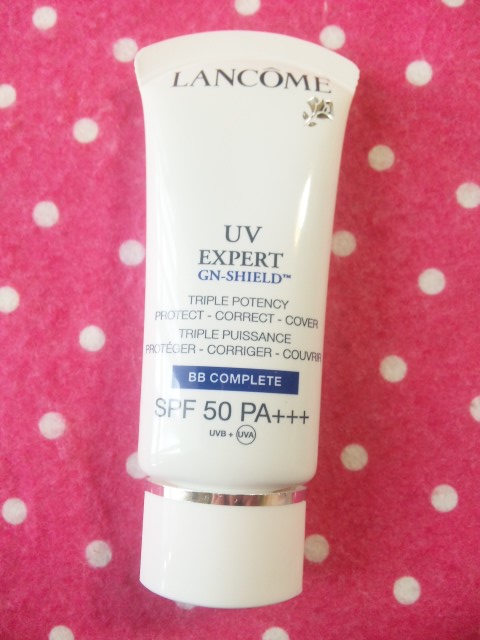 LANCÔME
UV
EXPERT
GN-SHIELD™
TRIPLE POTENCY
PROTECT - CORRECT - COVER
TRIPLE PUISSANCE
PROTÉGER - CORRIGER - COUVRIR
BB COMPLETE
SPF 50 PA+++
UVB + UVA